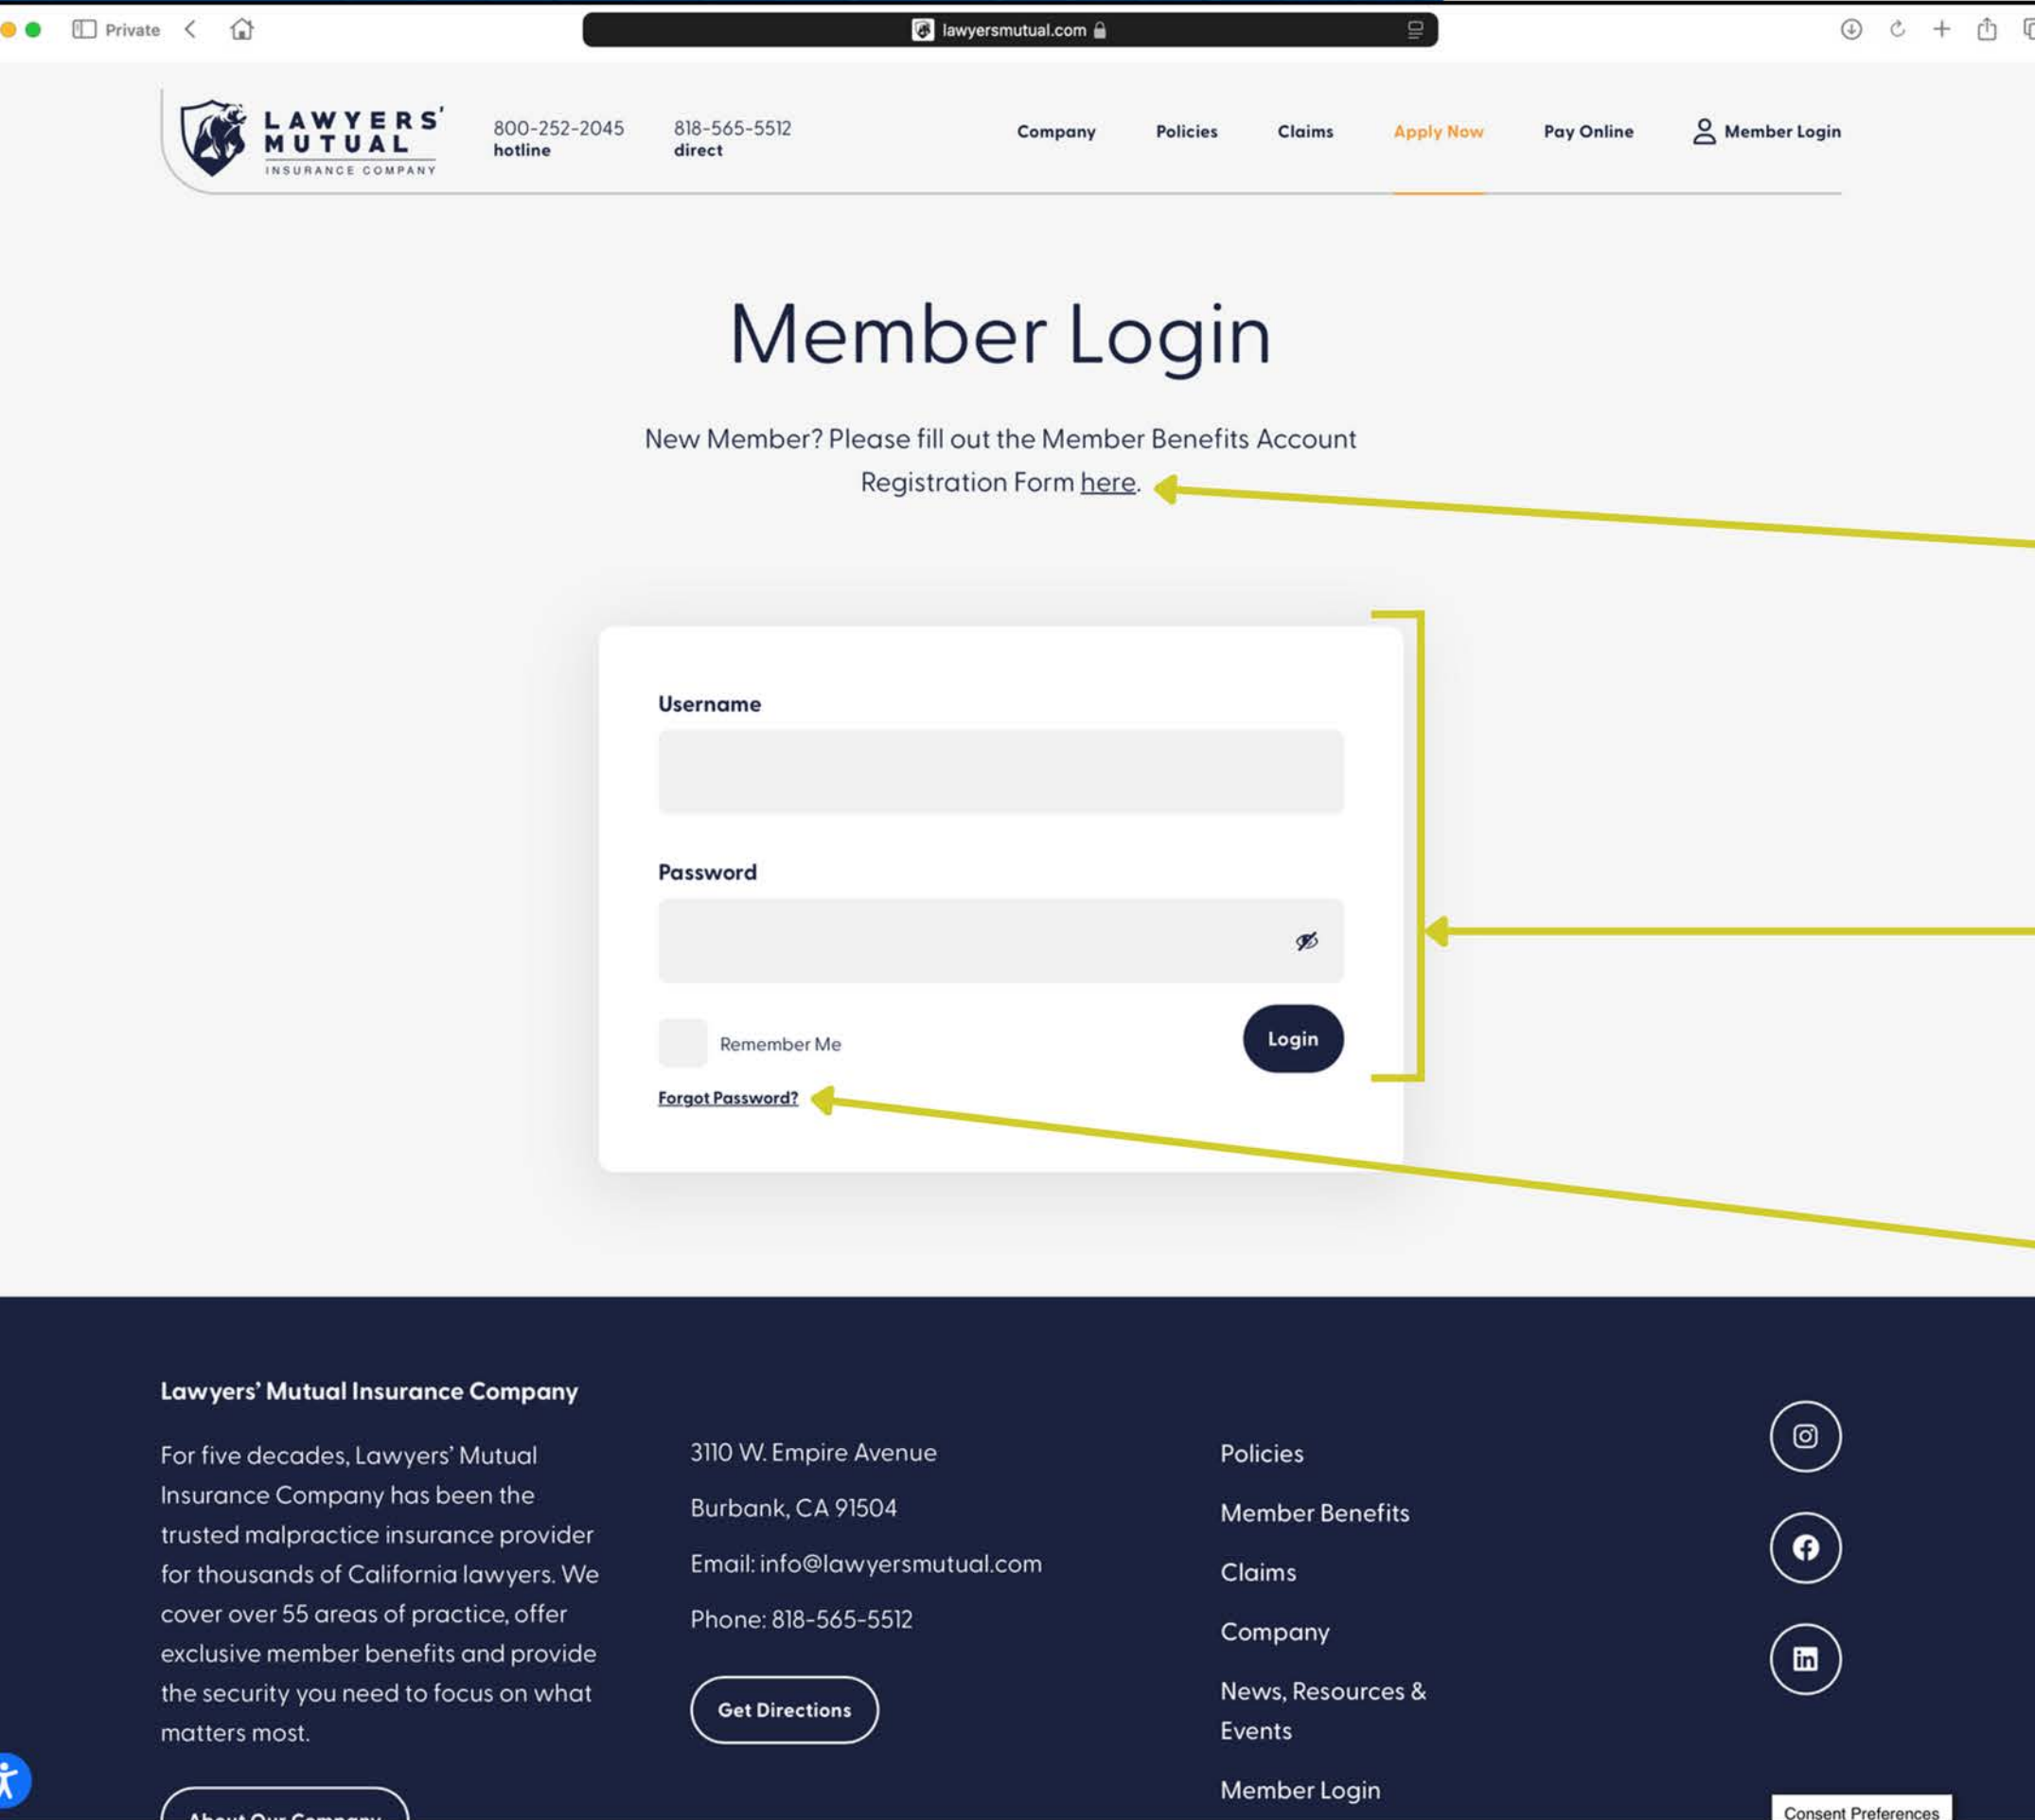 Private
lawyersmutual.com
LAWYERS'
MUTUAL
INSURANCE COMPANY
800-252-2045
hotline
818-565-5512
direct
Company
Policies
Claims
Apply Now
Pay Online
Member Login
Member Login
New Member? Please fill out the Member Benefits Account
Registration Form here.
Username
Password
Remember Me
Login
Forgot Password?
Lawyers' Mutual Insurance Company
For five decades, Lawyers' Mutual
Insurance Company has been the
trusted malpractice insurance provider
for thousands of California lawyers. We
cover over 55 areas of practice, offer
exclusive member benefits and provide
the security you need to focus on what
matters most.
About Our Company
3110 W. Empire Avenue
Burbank, CA 91504
Email: info@lawyersmutual.com
Phone: 818-565-5512
Get Directions
Policies
Member Benefits
Claims
Company
News, Resources &
Events
Member Login
Consent Preferences